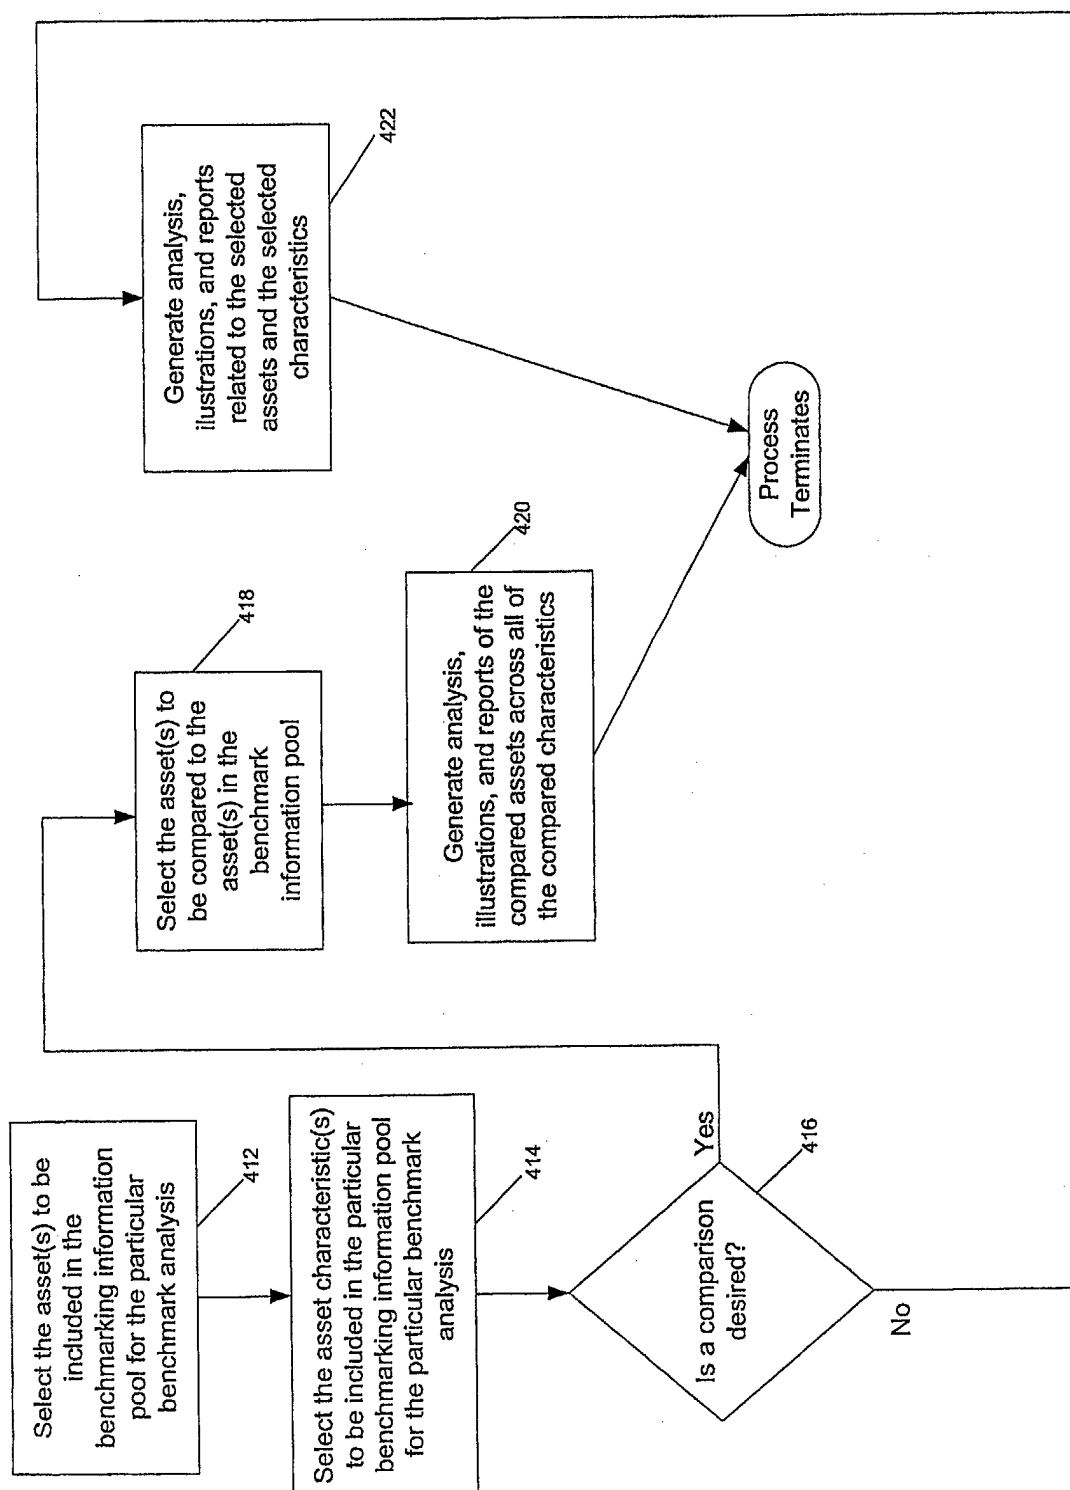 Select the asset(s) to be
included in the
benchmarking information
pool for the particular
benchmark analysis
412
Select the asset characteristic(s)
to be included in the particular
benchmarking information pool
for the particular benchmark
analysis
414
Is a comparison
desired?
416
Yes
No
Select the asset(s) to
be compared to the
asset(s) in the
benchmark
information pool
418
Generate analysis,
illustrations, and reports of the
compared assets across all of
the compared characteristics
420
Generate analysis,
ilustrations, and reports
related to the selected
assets and the selected
characteristics
422
Process
Terminates